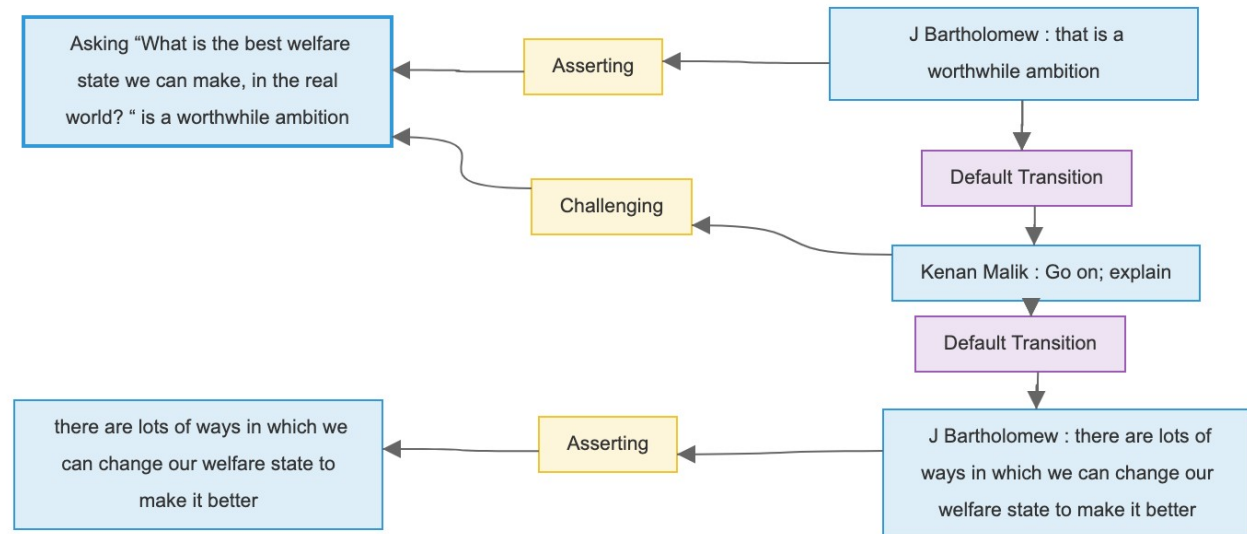 Asking “What is the best welfare
state we can make, in the real
world? “ is a worthwhile ambition
Asserting
J Bartholomew : that is a
worthwhile ambition
Default Transition
Challenging
Kenan Malik : Go on; explain
Default Transition
there are lots of ways in which we
can change our welfare state to
make it better
Asserting
J Bartholomew : there are lots of
ways in which we can change our
welfare state to make it better